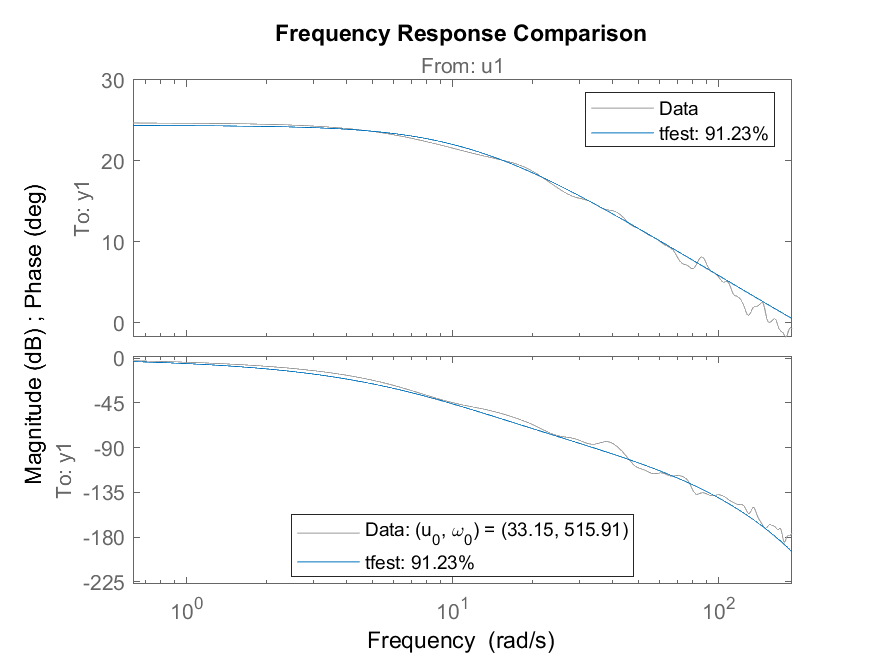 Frequency Response Comparison
From: u1
30
20
10
0
To: y1
Data
tfest: 91.23%
Magnitude (dB) ; Phase (deg)
0
-45
-90
-135
-180
-225
To: y1
Data: (u0, ω0) = (33.15, 515.91)
tfest: 91.23%
10^0 10^1 10^2
Frequency (rad/s)